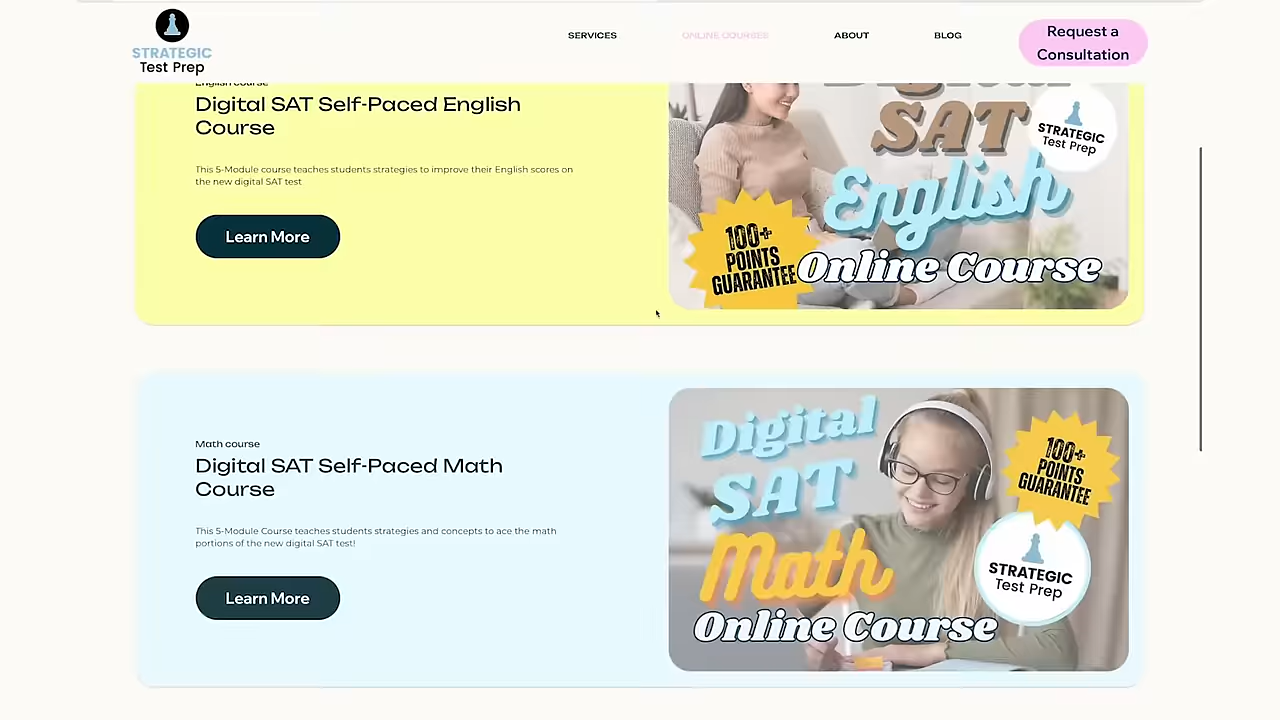 STRATEGIC
Test Prep
SERVICES
ONLINE COURSES
ABOUT
BLOG
Request a
Consultation
English course
Digital SAT Self-Paced English
Course
This 5-Module course teaches students strategies to improve their English scores on
the new digital SAT test
Learn More
Digital
SAT
English
Online Course
100+
POINTS
GUARANTEE
STRATEGIC
Test Prep
Math course
Digital SAT Self-Paced Math
Course
This 5-Module Course teaches students strategies and concepts to ace the math
portions of the new digital SAT test!
Learn More
Digital
SAT
Math
Online Course
100+
POINTS
GUARANTEE
STRATEGIC
Test Prep